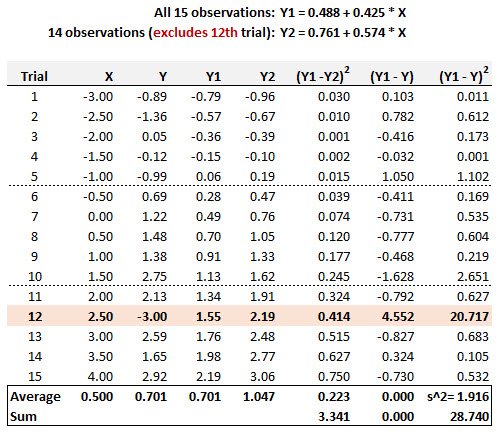 All 15 observations: Y1 = 0.488 + 0.425 * X
14 observations (excludes 12th trial): Y2 = 0.761 + 0.574 * X
Trial X Y Y1 Y2 (Y1 -Y2)² (Y1 - Y) (Y1 - Y)²
1 -3.00 -0.89 -0.79 -0.96 0.030 0.103 0.011
2 -2.50 -1.36 -0.57 -0.67 0.010 0.782 0.612
3 -2.00 0.05 -0.36 -0.39 0.001 -0.416 0.173
4 -1.50 -0.12 -0.15 -0.10 0.002 -0.032 0.001
5 -1.00 -0.99 0.06 0.19 0.015 1.050 1.102
6 -0.50 0.69 0.28 0.47 0.039 -0.411 0.169
7 0.00 1.22 0.49 0.76 0.074 -0.731 0.535
8 0.50 1.48 0.70 1.05 0.120 -0.777 0.604
9 1.00 1.38 0.91 1.33 0.177 -0.468 0.219
10 1.50 2.75 1.13 1.62 0.245 -1.628 2.651
11 2.00 2.13 1.34 1.91 0.324 -0.792 0.627
12 2.50 -3.00 1.55 2.19 0.414 4.552 20.717
13 3.00 2.59 1.76 2.48 0.515 -0.827 0.683
14 3.50 1.65 1.98 2.77 0.627 0.324 0.105
15 4.00 2.92 2.19 3.06 0.750 -0.730 0.532
Average 0.500 0.701 0.701 1.047 0.223 0.000 s^2= 1.916
Sum 3.341 0.000 28.740